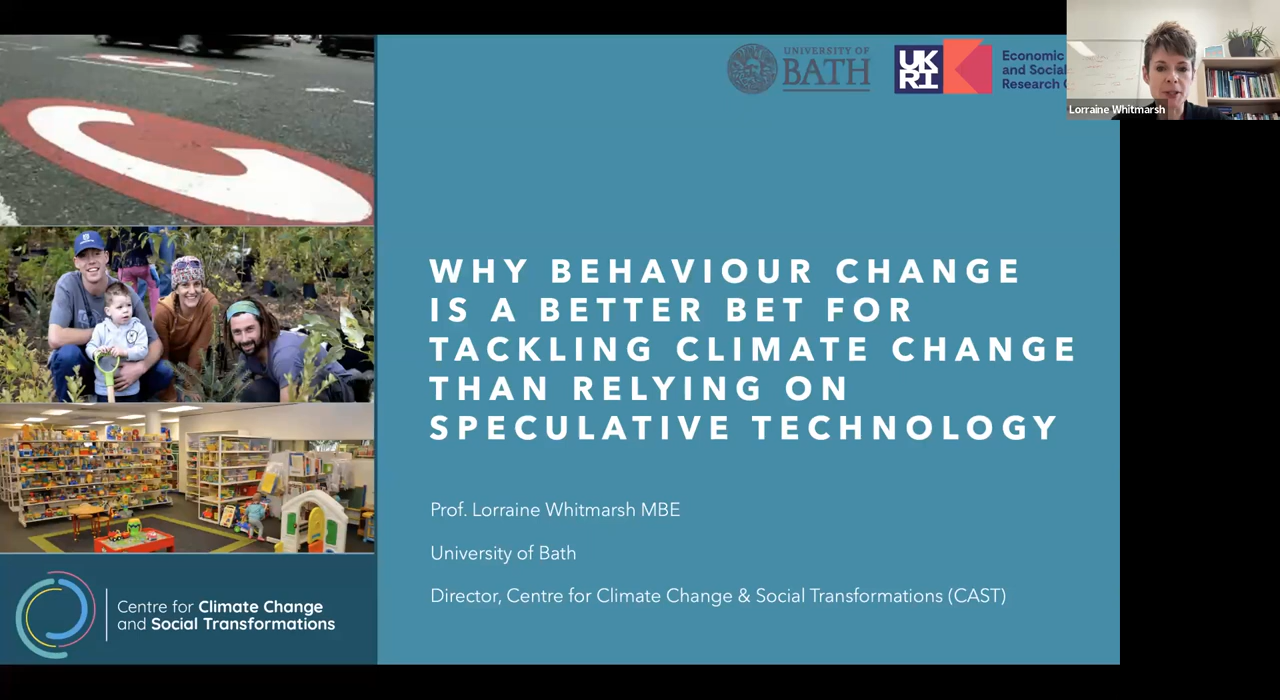 UNIVERSITY OF
BATH
UK
RI
Economic
and Social
Research
Lorraine Whitmarsh
WHY BEHAVIOUR CHANGE
IS A BETTER BET FOR
TACKLING CLIMATE CHANGE
THAN RELYING ON
SPECULATIVE TECHNOLOGY
Prof. Lorraine Whitmarsh MBE
University of Bath
Director, Centre for Climate Change & Social Transformations (CAST)
Centre for Climate Change
and Social Transformations